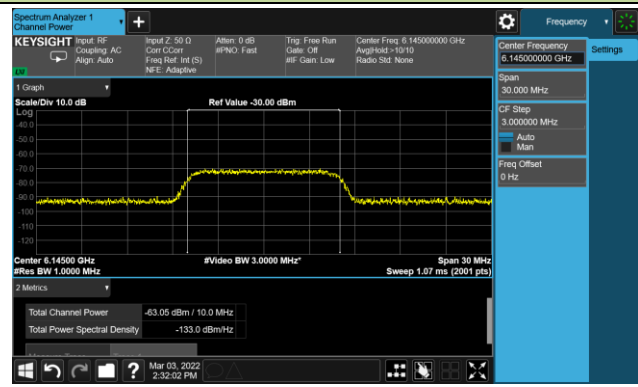 Spectrum Analyzer 1
Channel Power
Frequency
KEYSIGHT
Input: RF
Coupling: AC
Align: Auto
Input Z: 50 Ω
Corr CCorr
Freq Ref: Int (S)
NFE: Adaptive
Atten: 0 dB
#PNO: Fast
Trig: Free Run
Gate: Off
#IF Gain: Low
Center Freq: 6.145000000 GHz
Avg|Hold:>10/10
Radio Std: None
Center Frequency
6.145000000 GHz
Settings
Span
30.000 MHz
CF Step
3.000000 MHz
Auto
Man
Freq Offset
0 Hz
1 Graph
Scale/Div 10.0 dB
Ref Value -30.00 dBm
Log
-40.0
-50.0
-60.0
-70.0
-80.0
-90.0
-100
-110
-120
Center 6.14500 GHz
#Video BW 3.0000 MHz*
Span 30 MHz
#Res BW 1.0000 MHz
Sweep 1.07 ms (2001 pts)
2 Metrics
Total Channel Power
-63.05 dBm / 10.0 MHz
Total Power Spectral Density
-133.0 dBm/Hz
?
Mar 03, 2022
2:32:02 PM